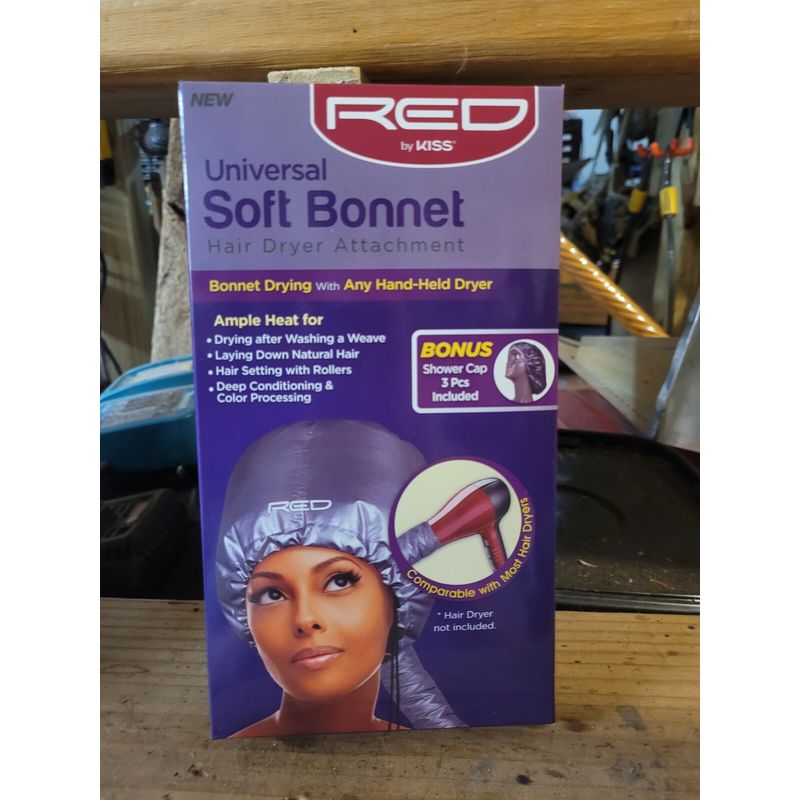 NEW
RED
by KISS®
Universal
Soft Bonnet
Hair Dryer Attachment
Bonnet Drying With Any Hand-Held Dryer
Ample Heat for
• Drying after Washing a Weave
• Laying Down Natural Hair
• Hair Setting with Rollers
• Deep Conditioning &
Color Processing
BONUS
Shower Cap
3 Pcs
Included
RED
Comparable with Most Hair Dryers
* Hair Dryer
not included.